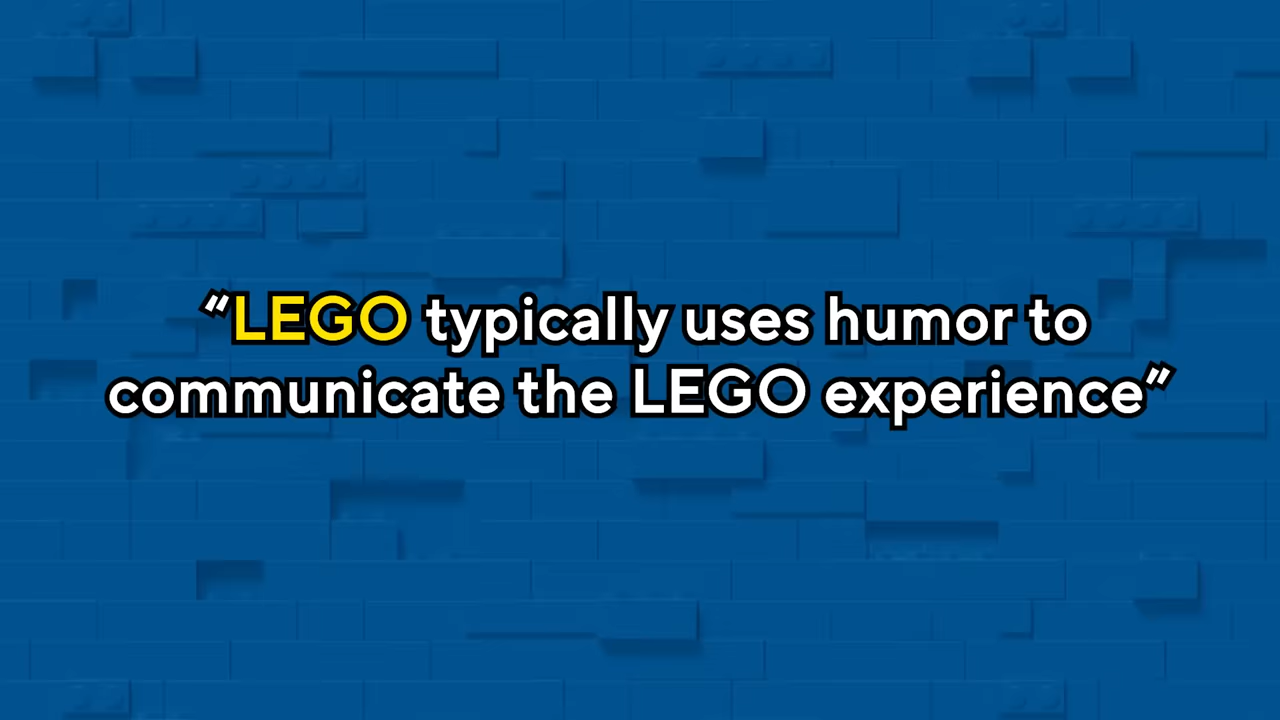 “LEGO typically uses humor to
communicate the LEGO experience”